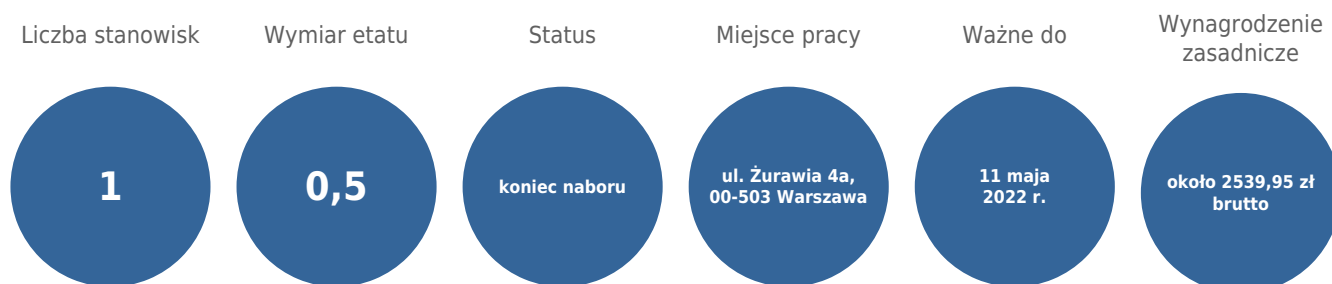 Liczba stanowisk
1
Wymiar etatu
0,5
Status
koniec naboru
Miejsce pracy
ul. Żurawia 4a,
00-503 Warszawa
Ważne do
11 maja
2022 r.
Wynagrodzenie
zasadnicze
około 2539,95 zł
brutto